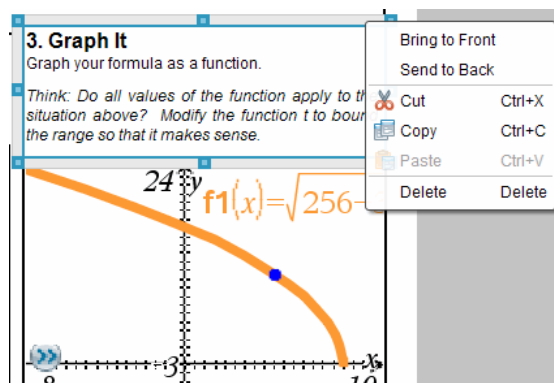 3. Graph It
Graph your formula as a function.
Think: Do all values of the function apply to
situation above? Modify the function t to
the range so that it makes sense.
Bring to Front
Send to Back
Cut Ctrl+X
Copy Ctrl+C
Paste Ctrl+V
Delete Delete
24 y
f1(x)=√256-
-3
x